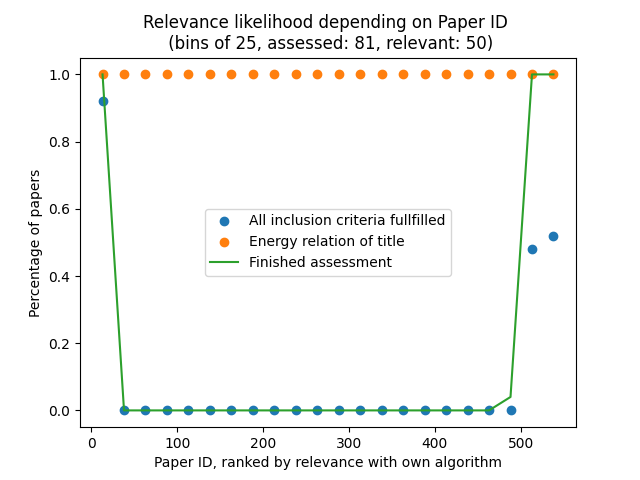 Relevance likelihood depending on Paper ID
(bins of 25, assessed: 81, relevant: 50)
Percentage of papers
1.0
0.8
0.6
0.4
0.2
0.0
All inclusion criteria fullfilled
Energy relation of title
Finished assessment
0 100 200 300 400 500
Paper ID, ranked by relevance with own algorithm